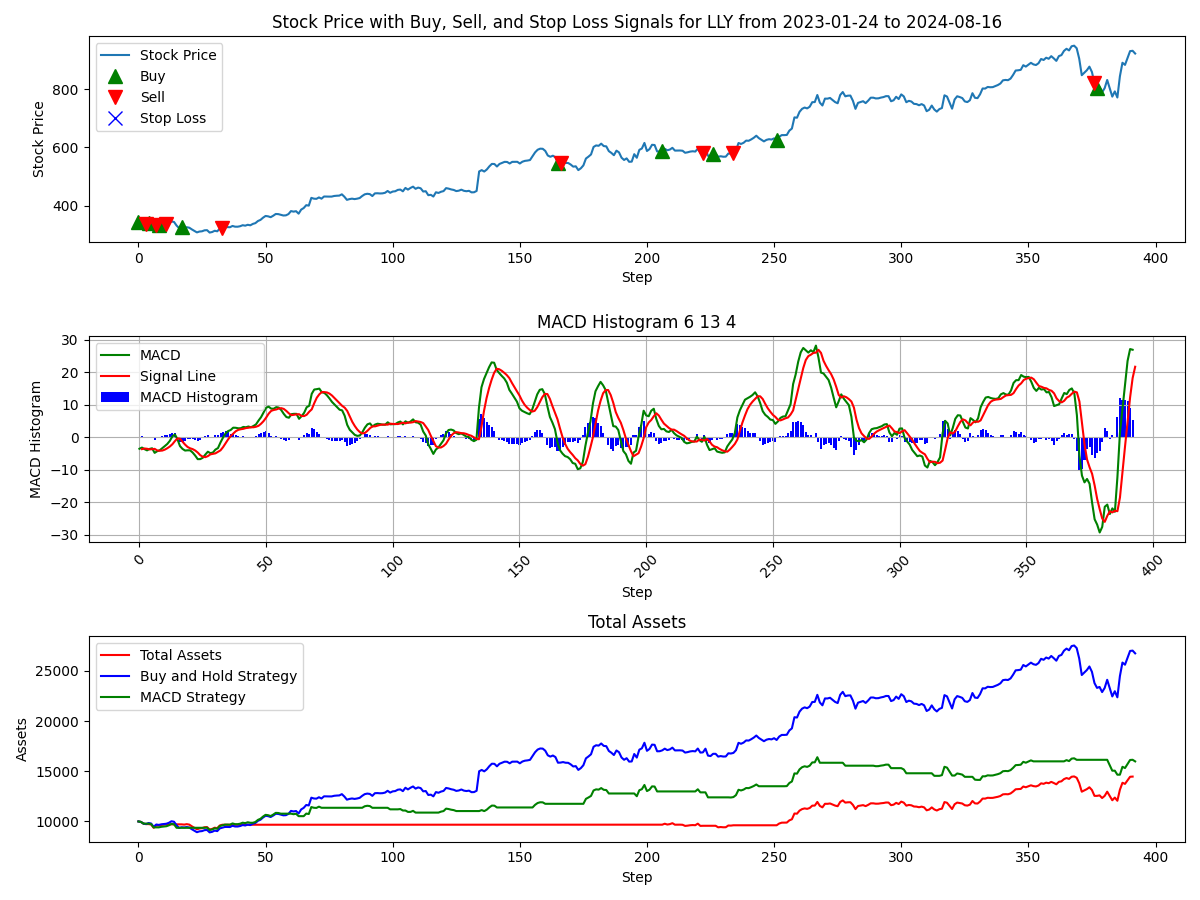 Stock Price with Buy, Sell, and Stop Loss Signals for LLY from 2023-01-24 to 2024-08-16
Stock Price
Buy
Sell
Stop Loss
Stock Price
800
600
400
0 50 100 150 200 250 300 350 400
Step
MACD Histogram 6 13 4
MACD
Signal Line
MACD Histogram
MACD Histogram
30
20
10
0
−10
−20
−30
0 50 100 150 200 250 300 350 400
Step
Total Assets
Total Assets
Buy and Hold Strategy
MACD Strategy
Assets
25000
20000
15000
10000
0 50 100 150 200 250 300 350 400
Step